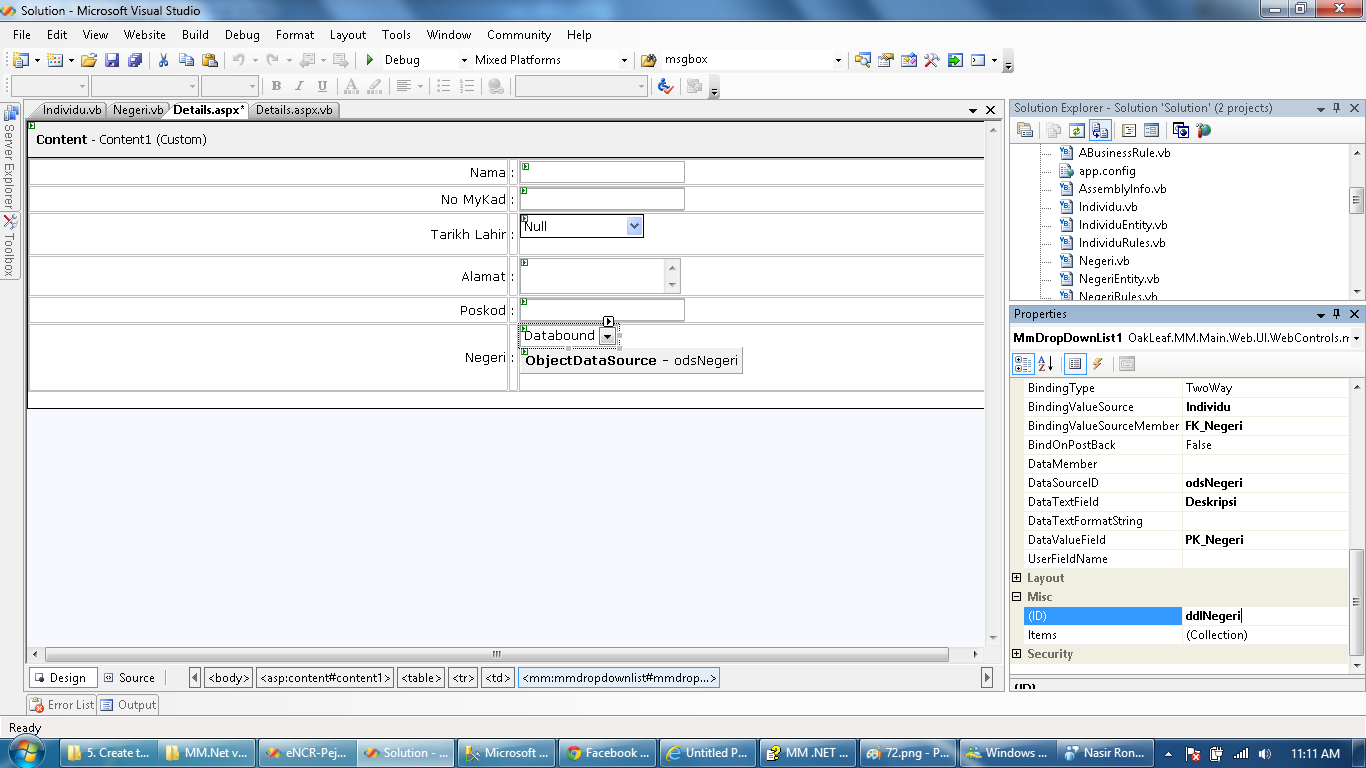 Solution - Microsoft Visual Studio
File Edit View Website Build Debug Format Layout Tools Window Community Help
Debug Mixed Platforms msgbox
B I U A
Individu.vb Negeri.vb Details.aspx* Details.aspx.vb
Server Explorer
Toolbox
Content - Content1 (Custom)
Nama :
No MyKad :
Tarikh Lahir : Null
Alamat :
Poskod :
Databound
Negeri : ObjectDataSource - odsNegeri
Design Source <body> <asp:content#content1> <table> <tr> <td> <mm:mmdropdownlist#mmdrop...>
Error List Output
Ready
Solution Explorer - Solution 'Solution' (2 projects)
ABusinessRule.vb
app.config
AssemblyInfo.vb
Individu.vb
IndividuEntity.vb
IndividuRules.vb
Negeri.vb
NegeriEntity.vb
NegeriRules.vb
Properties
MmDropDownList1 OakLeaf.MM.Main.Web.UI.WebControls.m
BindingType TwoWay
BindingValueSource Individu
BindingValueSourceMember FK_Negeri
BindOnPostBack False
DataMember
DataSourceID odsNegeri
DataTextField Deskripsi
DataTextFormatString
DataValueField PK_Negeri
UserFieldName
Layout
Misc
(ID) ddlNegeri
Items (Collection)
Security
(ID)
5. Create t... MM.Net v... eNCR-Pej... Solution - ... Microsoft ... Facebook ... Untitled P... MM .NET ... 72.png - P... Windows ... Nasir Ron... 11:11 AM